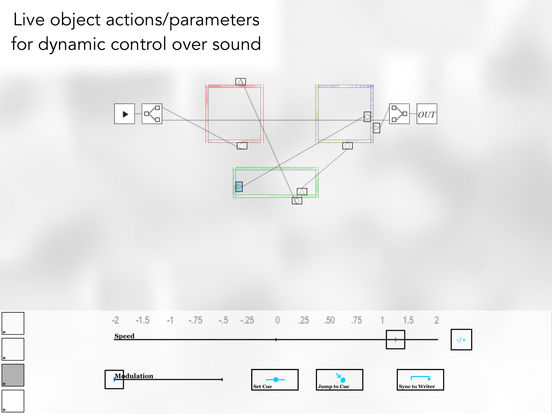 Live object actions/parameters
for dynamic control over sound
OUT
-2 -1.5 -1 -.75 -.5 -.25 0 .25 .50 .75 1 1.5 2
Speed
-/+
Modulation
Set Cue Jump to Cue Sync to Writer